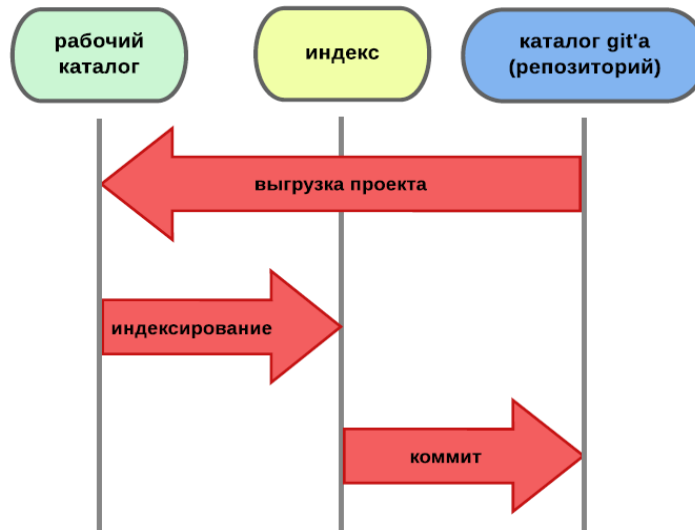 рабочий
каталог
индекс
каталог git'а
(репозиторий)
выгрузка проекта
индексирование
коммит